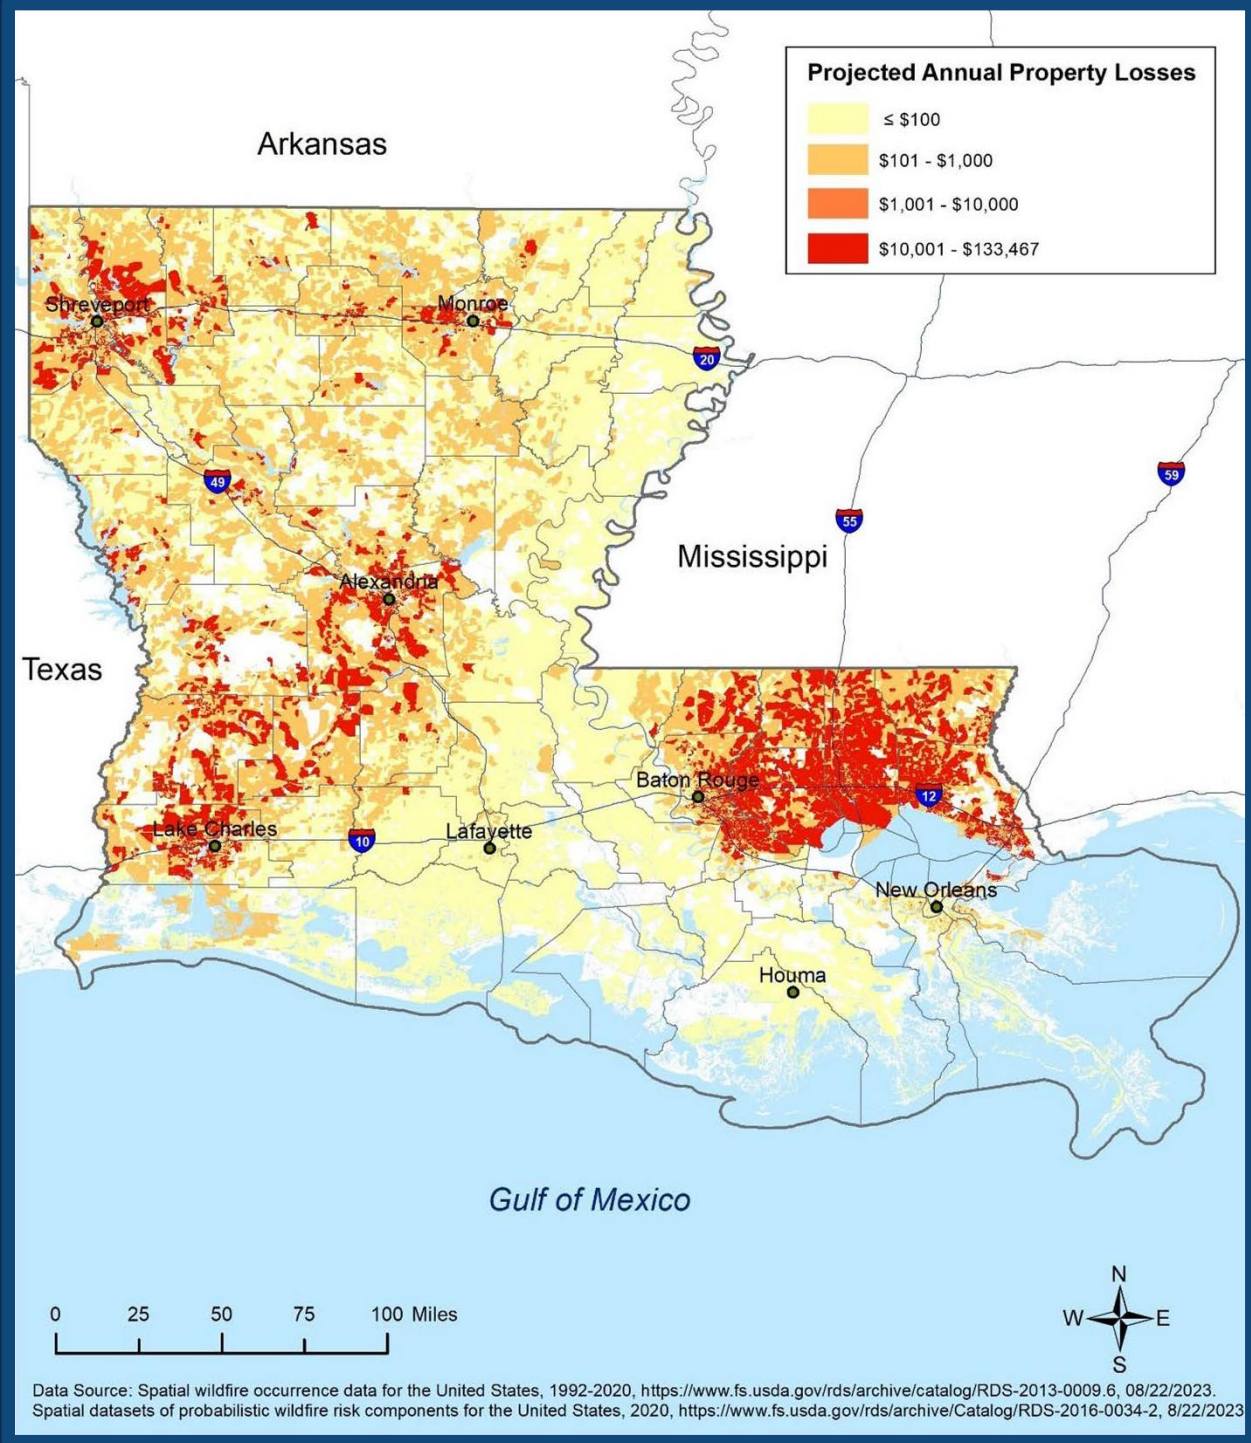 Projected Annual Property Losses
≤ $100
$101 - $1,000
$1,001 - $10,000
$10,001 - $133,467
Arkansas
Shreveport
Monroe
20
49
59
55
Mississippi
Alexandria
Texas
Baton Rouge
12
Lake Charles
10
Lafayette
New Orleans
Houma
Gulf of Mexico
N
W E
S
0 25 50 75 100 Miles
Data Source: Spatial wildfire occurrence data for the United States, 1992-2020, https://www.fs.usda.gov/rds/archive/catalog/RDS-2013-0009.6, 08/22/2023.
Spatial datasets of probabilistic wildfire risk components for the United States, 2020, https://www.fs.usda.gov/rds/archive/Catalog/RDS-2016-0034-2, 8/22/2023